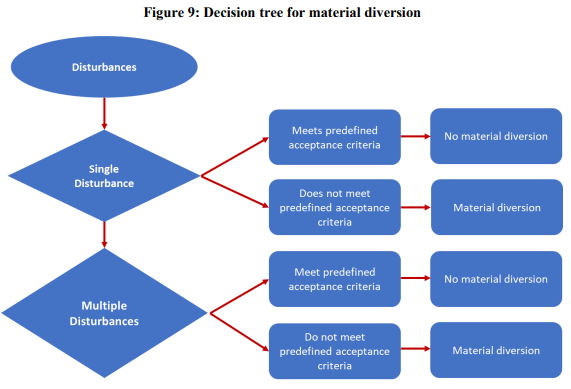 Figure 9: Decision tree for material diversion
Disturbances
Single
Disturbance
Meets predefined
acceptance criteria
No material diversion
Does not meet
predefined acceptance
criteria
Material diversion
Multiple
Disturbances
Meet predefined
acceptance criteria
No material diversion
Do not meet
predefined acceptance
criteria
Material diversion